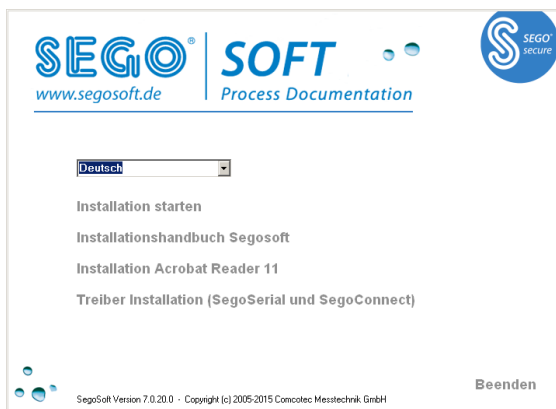 SEGO® SOFT
www.segosoft.de Process Documentation
SEGO®
secure
Deutsch
Installation starten
Installationshandbuch Segosoft
Installation Acrobat Reader 11
Treiber Installation (SegoSerial und SegoConnect)
Beenden
SegoSoft Version 7.0.20.0 - Copyright (c) 2005-2015 Comcotec Messtechnik GmbH